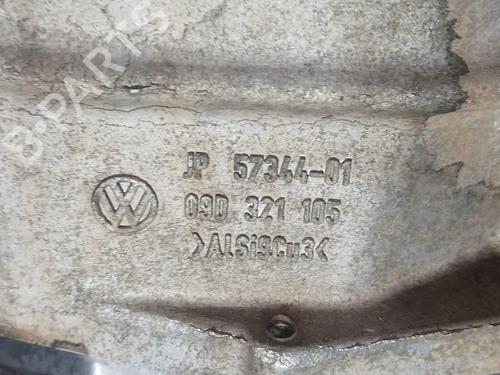 B-PARTS
JP 57344-01
09D 321 105
>AlSi9Cu3<